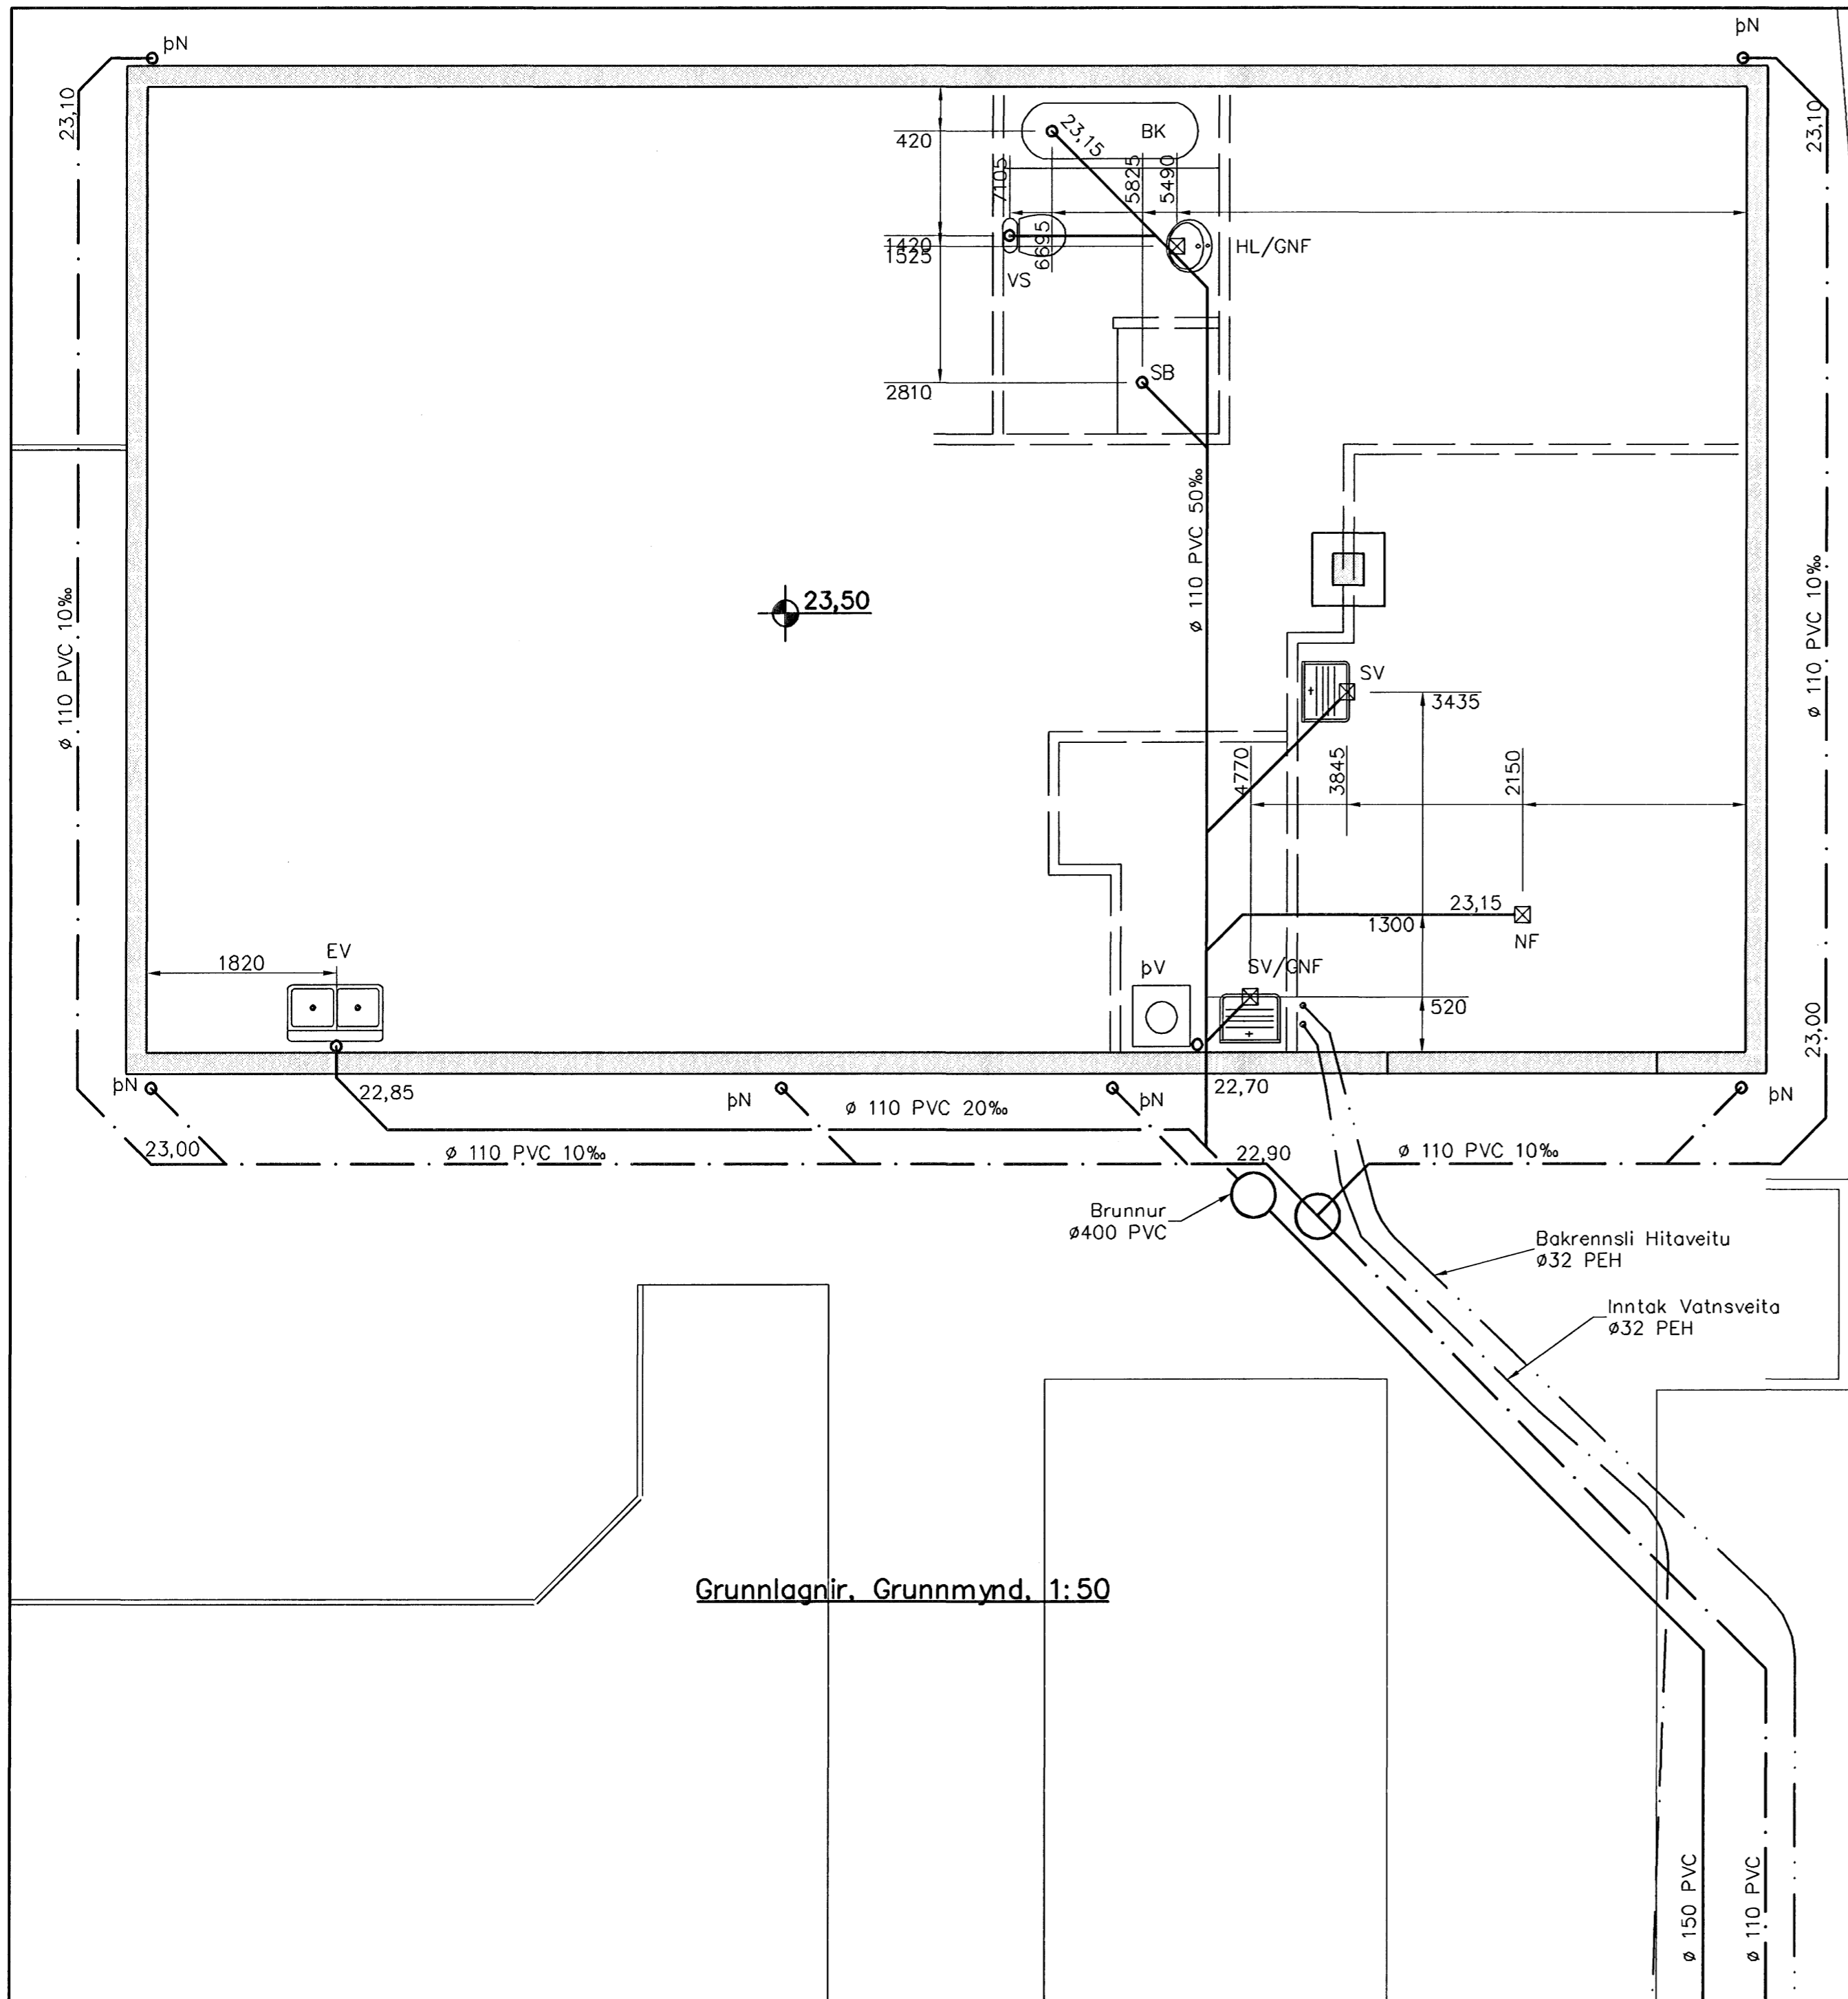 þN
þN
23,10
23,10
420
23,15
BK
7105
5825
5490
1420
1525
6695
HL/GNF
VS
2810
SB
ø 110 PVC 50‰
ø 110 PVC 10‰
ø 110 PVC 10‰
23,50
SV
3435
4770
3845
2150
23,15
1300
NF
EV
1820
þV
SV/GNF
520
23,00
þN
22,85
þN
ø 110 PVC 20‰
þN
22,70
þN
23,00
ø 110 PVC 10‰
22,90
ø 110 PVC 10‰
Brunnur
ø400 PVC
Bakrennsli Hitaveitu
ø32 PEH
Inntak Vatnsveita
ø32 PEH
Grunnlagnir, Grunnmynd, 1:50
ø 150 PVC
ø 110 PVC